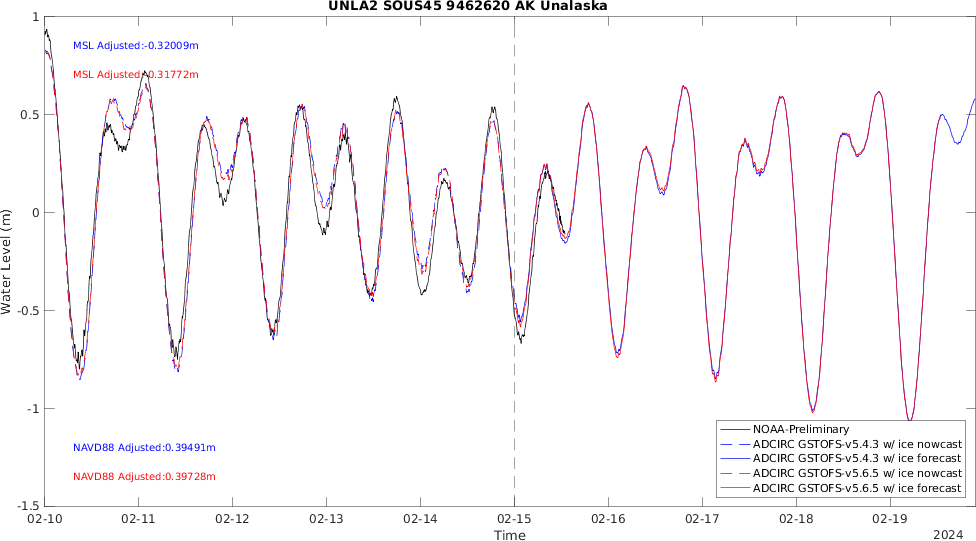 UNLA2 SOUS45 9462620 AK Unalaska
MSL Adjusted:-0.32009m
MSL Adjusted:-0.31772m
NAVD88 Adjusted:0.39491m
NAVD88 Adjusted:0.39728m
Water Level (m)
1
0.5
0
-0.5
-1
-1.5
02-10 02-11 02-12 02-13 02-14 02-15 02-16 02-17 02-18 02-19
Time
2024
NOAA-Preliminary
ADCIRC GSTOFS-v5.4.3 w/ ice nowcast
ADCIRC GSTOFS-v5.4.3 w/ ice forecast
ADCIRC GSTOFS-v5.6.5 w/ ice nowcast
ADCIRC GSTOFS-v5.6.5 w/ ice forecast